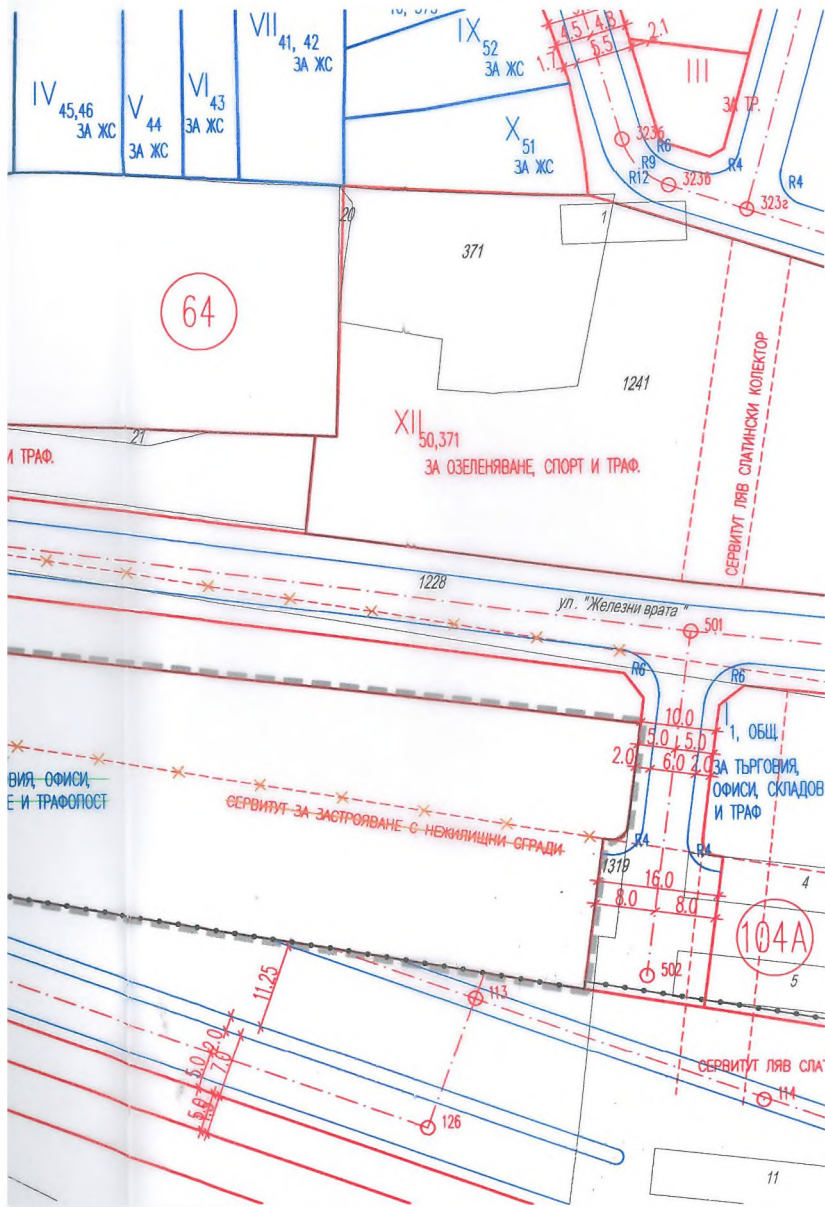 VII 41, 42
ЗА ЖС
IX 52
ЗА ЖС
4.5 4.8
5.5
2.1
1.7
III
ЗА ТР.
IV 45,46
ЗА ЖС
V 44
ЗА ЖС
VI 43
ЗА ЖС
X 51
ЗА ЖС
R6
R9
R12
R4
R4
323г
20
1
371
64
1241
XII 50,371
ЗА ОЗЕЛЕНЯВАНЕ, СПОРТ И ТРАФ.
СЕРВИТУТ ЛЯВ СЛАТИНСКИ КОЛЕКТОР
21
И ТРАФ.
1228
ул. "Железни врата"
501
R6
R6
10.0
5.0 5.0
2.0 6.0 2.0
I 1, ОБЩ.
ЗА ТЪРГОВИЯ,
ОФИСИ, СКЛАДОВ
И ТРАФ
ВИЯ, ОФИСИ,
Е И ТРАФОПОСТ
СЕРВИТУТ ЗА ЗАСТРОЯВАНЕ С НЕЖИЛИЩНИ СГРАДИ
R4
R4
1319
16.0
8.0 8.0
4
104А
5
502
11.25
113
2.0
5.0 7.0
5.0
СЕРВИТУТ ЛЯВ СЛАТ
114
126
11